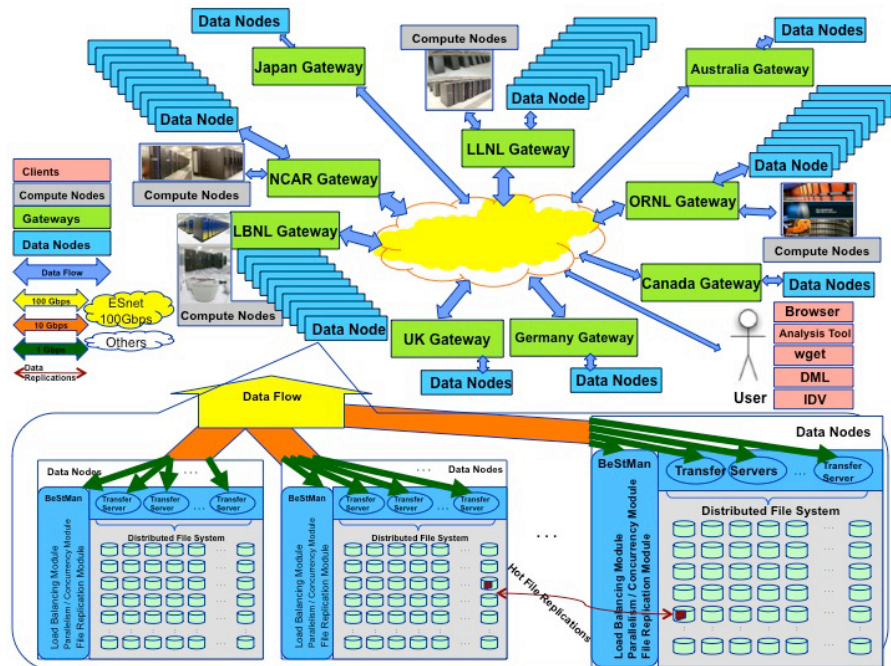 Data Nodes
Compute Nodes
Data Nodes
Japan Gateway
Australia Gateway
Data Node
Data Node
LLNL Gateway
Data Node
Clients
Compute Nodes
Gateways
Data Nodes
Data Flow
100 Gbps
ESnet
100Gbps
10 Gbps
1 Gbps
Others
Data
Replications
NCAR Gateway
Compute Nodes
ORNL Gateway
LBNL Gateway
Compute Nodes
Compute Nodes
Canada Gateway
Data Nodes
Data Node
UK Gateway
Germany Gateway
Data Nodes
Data Nodes
User
Browser
Analysis Tool
wget
DML
IDV
Data Flow
Data Nodes
...
BeStMan
Load Balancing Module
Parallelism / Concurrency Module
File Replication Module
Transfer
Server
Transfer
Server
...
Transfer
Server
Distributed File System
... Data Nodes
BeStMan
Load Balancing Module
Parallelism / Concurrency Module
File Replication Module
Transfer
Server
Transfer
Server
...
Transfer
Server
Distributed File System
...
Hot File Replications
... Data Nodes
BeStMan
Load Balancing Module
Parallelism / Concurrency Module
File Replication Module
Transfer Servers ... Transfer
Server
Distributed File System